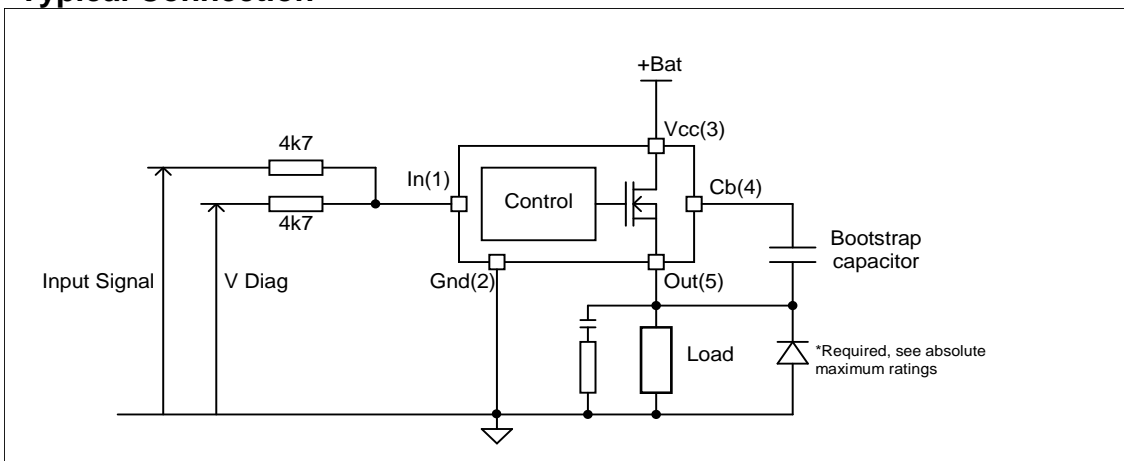 Typical Connection
+Bat
Vcc(3)
4k7
In(1)
Control
Cb(4)
4k7
Bootstrap
capacitor
Input Signal
V Diag
Gnd(2)
Out(5)
Load
*Required, see absolute
maximum ratings